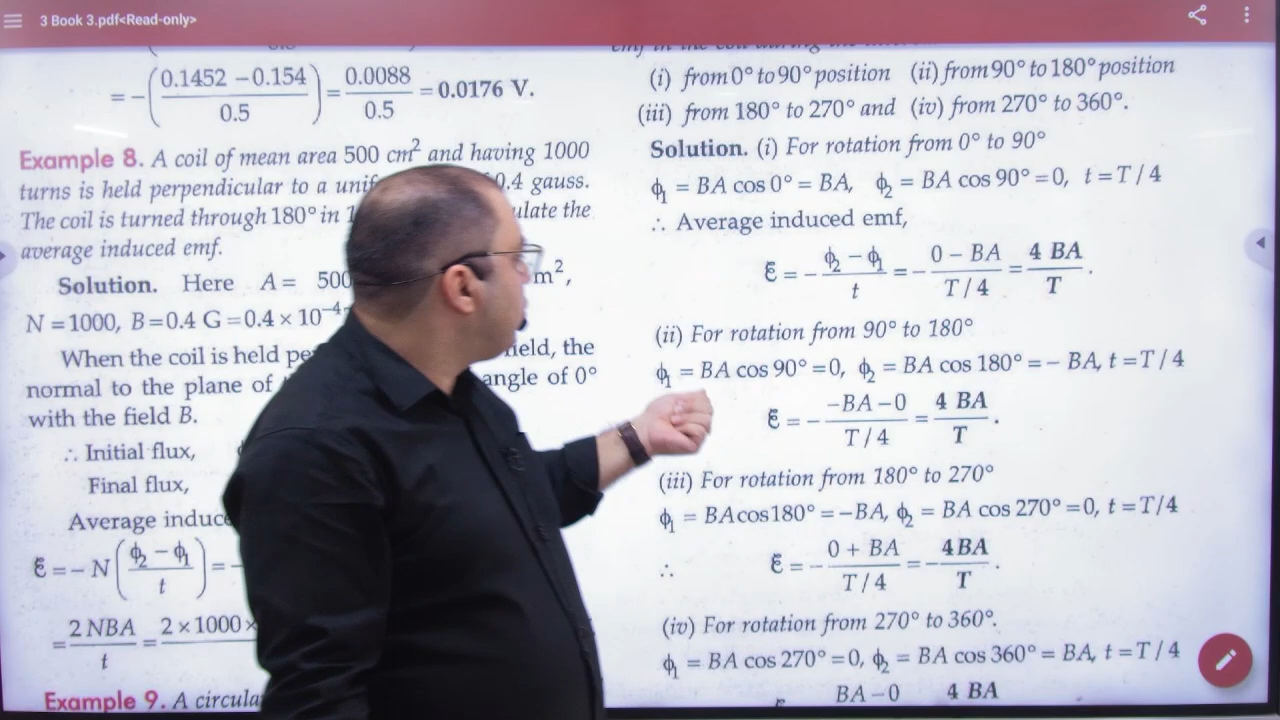 3 Book 3.pdf<Read-only>
= −(0.1452 − 0.154 / 0.5) = 0.0088 / 0.5 = 0.0176 V.
Example 8. A coil of mean area 500 cm² and having 1000
turns is held perpendicular to a 0.4 gauss.
The coil is turned through 180° in the
average induced emf.
Solution. Here A = 500 m²,
N = 1000, B = 0.4 G = 0.4 × 10⁻⁴
When the coil is held the
normal to the plane of angle of 0°
with the field B.
∴ Initial flux,
Final flux,
Average
ℰ = − N (ϕ₂ − ϕ₁ / t) = −
= 2 NBA / t = 2 × 1000 ×
Example 9. A
(i) from 0° to 90° position (ii) from 90° to 180° position
(iii) from 180° to 270° and (iv) from 270° to 360°.
Solution. (i) For rotation from 0° to 90°
ϕ₁ = BA cos 0° = BA, ϕ₂ = BA cos 90° = 0, t = T / 4
∴ Average induced emf,
ℰ = − ϕ₂ − ϕ₁ / t = − 0 − BA / T / 4 = 4 BA / T .
(ii) For rotation from 90° to 180°
ϕ₁ = BA cos 90° = 0, ϕ₂ = BA cos 180° = − BA, t = T / 4
ℰ = − −BA − 0 / T / 4 = 4 BA / T .
(iii) For rotation from 180° to 270°
ϕ₁ = BA cos 180° = −BA, ϕ₂ = BA cos 270° = 0, t = T / 4
∴ ℰ = − 0 + BA / T / 4 = − 4 BA / T .
(iv) For rotation from 270° to 360°.
ϕ₁ = BA cos 270° = 0, ϕ₂ = BA cos 360° = BA, t = T / 4
BA − 0 4 BA